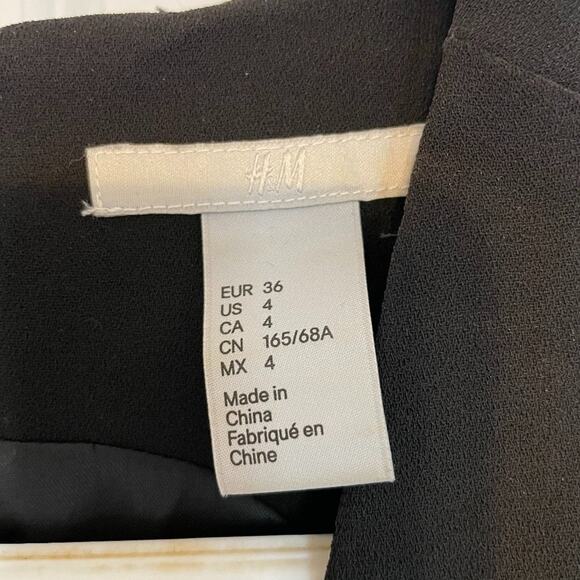 H&M
EUR 36
US 4
CA 4
CN 165/68A
MX 4
Made in
China
Fabriqué en
Chine